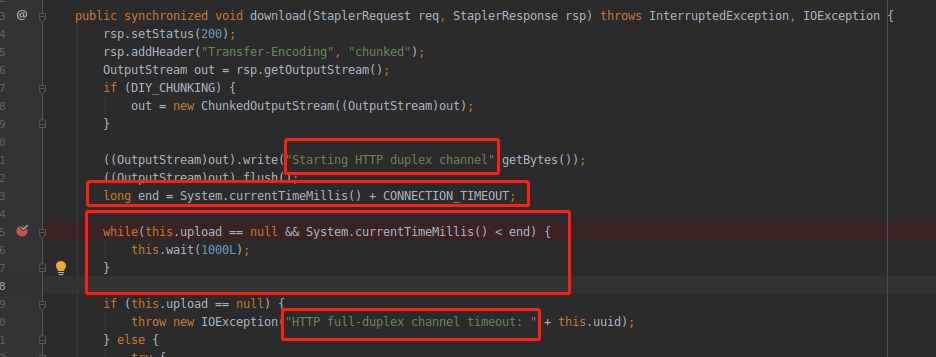 3 @ public synchronized void download(StaplerRequest req, StaplerResponse rsp) throws InterruptedException, IOException {
4 rsp.setStatus(200);
5 rsp.addHeader("Transfer-Encoding", "chunked");
6 OutputStream out = rsp.getOutputStream();
7 if (DIY_CHUNKING) {
8 out = new ChunkedOutputStream((OutputStream)out);
9 }
0
1 ((OutputStream)out).write("Starting HTTP duplex channel".getBytes());
2 ((OutputStream)out).flush();
3 long end = System.currentTimeMillis() + CONNECTION_TIMEOUT;
4
5 while(this.upload == null && System.currentTimeMillis() < end) {
6 this.wait(1000L);
7 }
8
9 if (this.upload == null) {
0 throw new IOException("HTTP full-duplex channel timeout: " + this.uuid);
1 } else {
2 try {